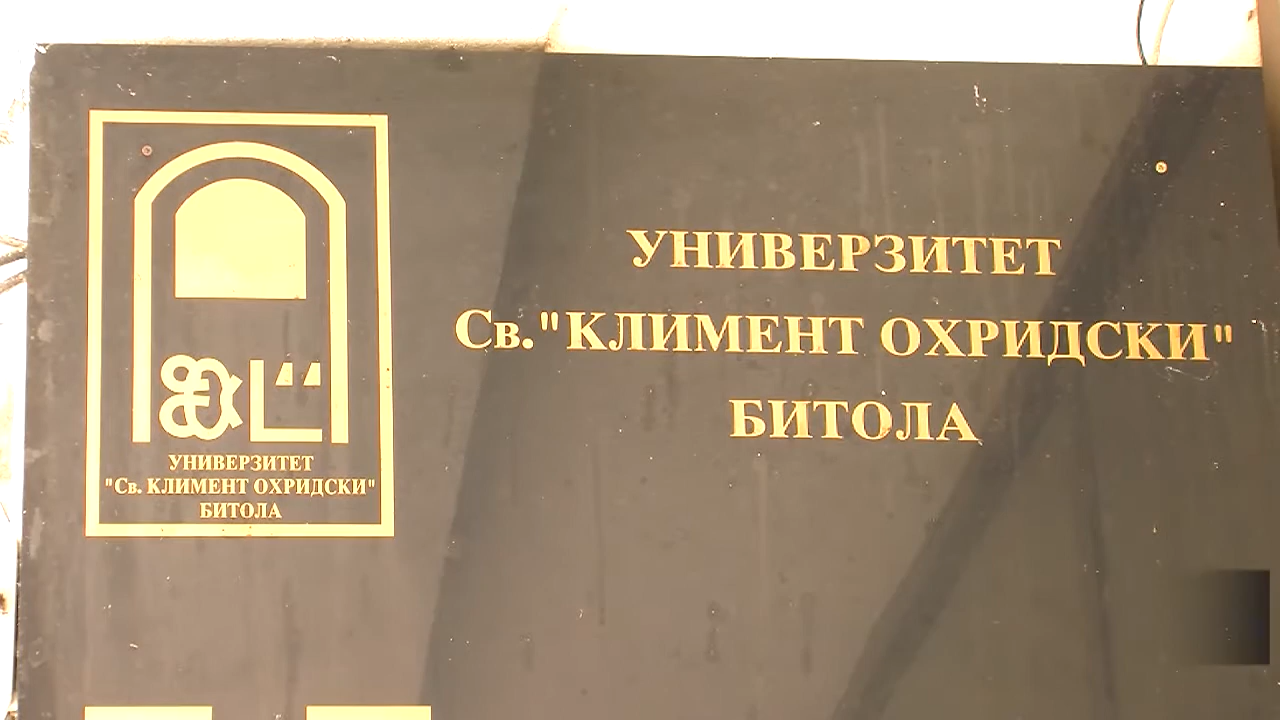 УНИВЕРЗИТЕТ
Св."КЛИМЕНТ ОХРИДСКИ"
БИТОЛА
УНИВЕРЗИТЕТ
"Св. КЛИМЕНТ ОХРИДСКИ"
БИТОЛА